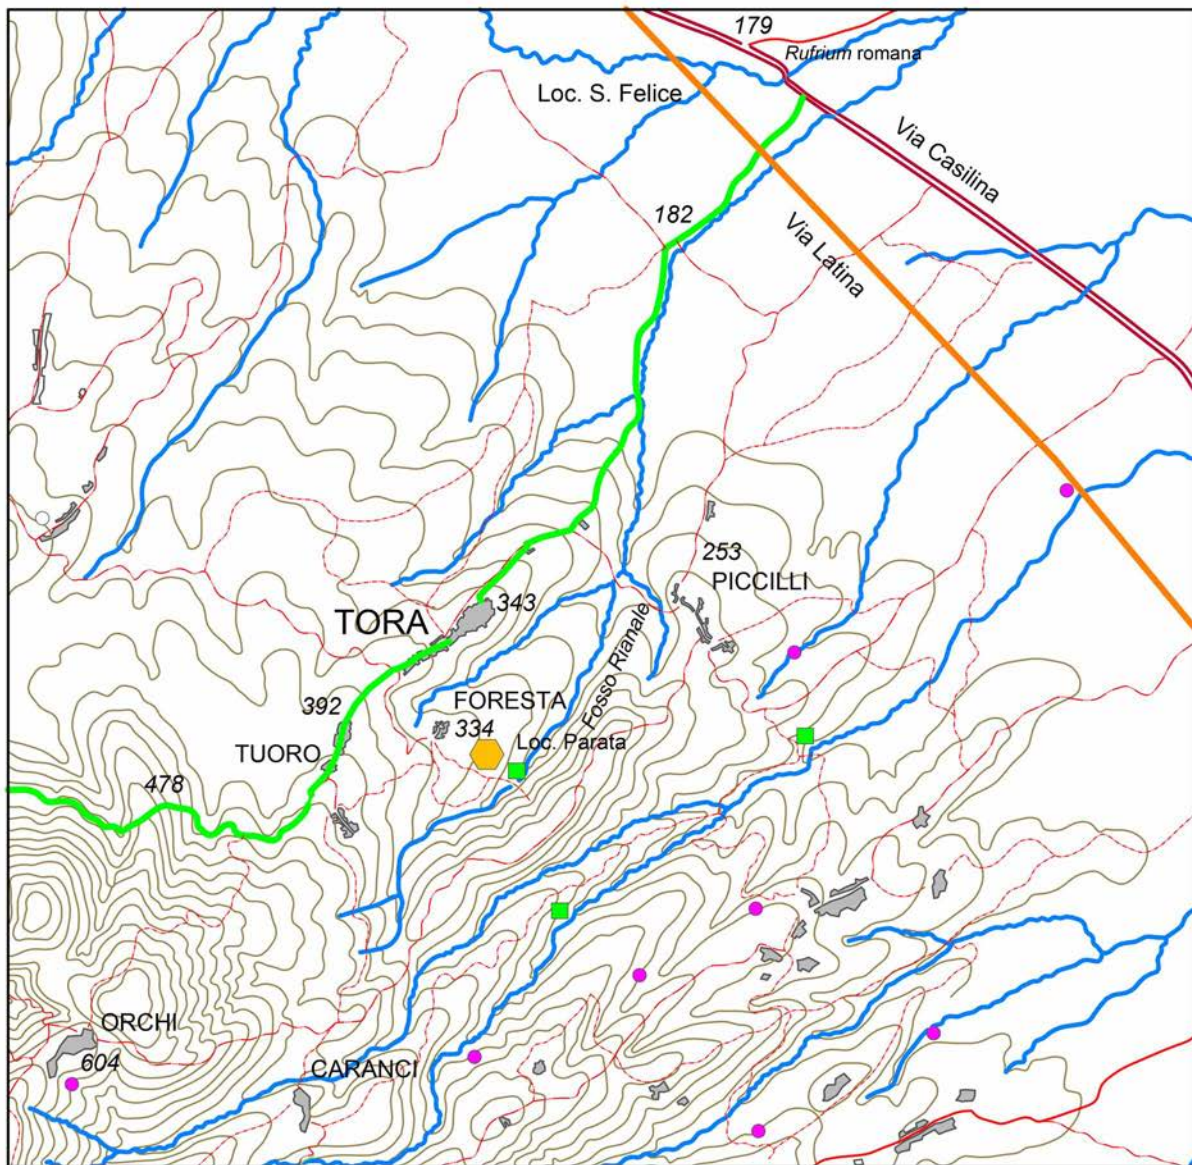 179
Rufrium romana
Loc. S. Felice
Via Casilina
182
Via Latina
253
PICCILLI
343
TORA
Fosso Rianale
392
FORESTA
334
TUORO
Loc. Parata
478
ORCHI
604
CARANCI